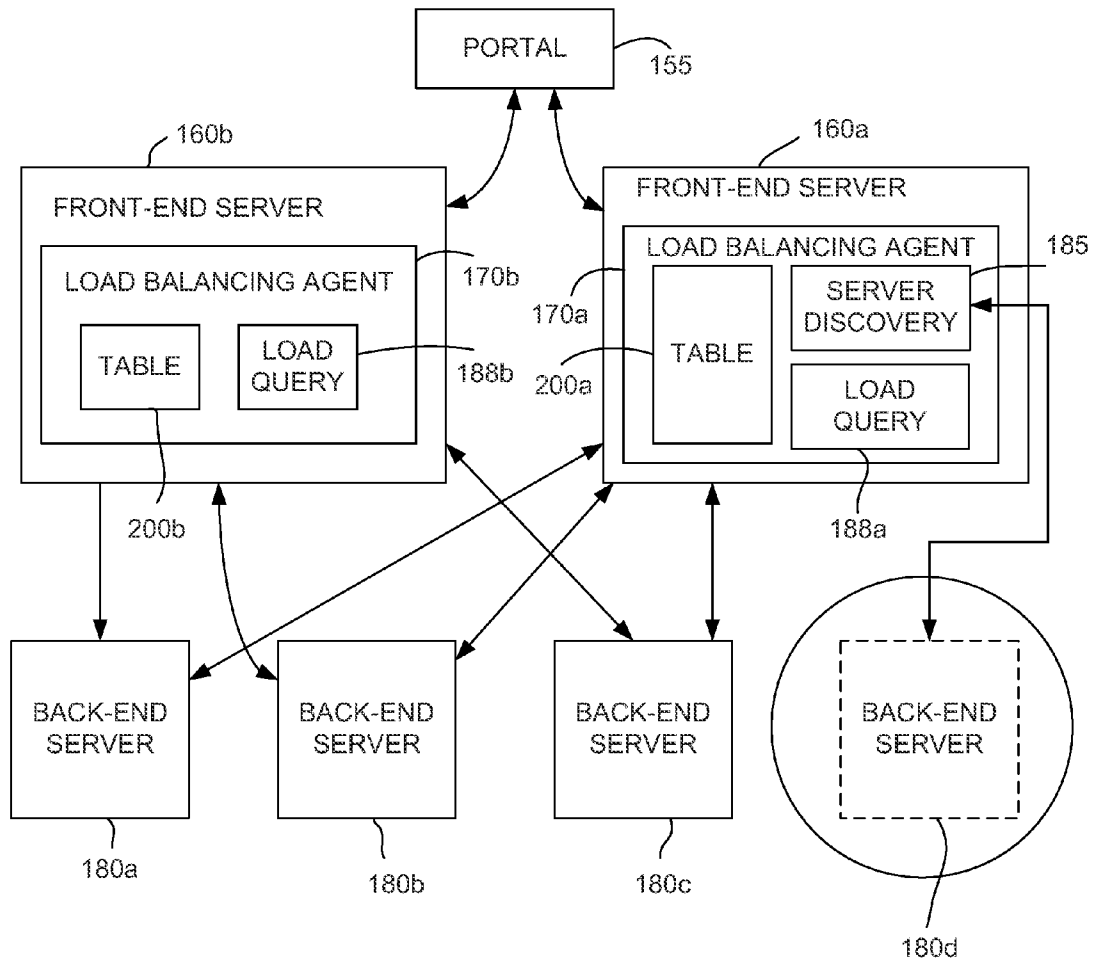 PORTAL
155
160b
160a
FRONT-END SERVER
FRONT-END SERVER
LOAD BALANCING AGENT
170b
TABLE
LOAD
QUERY
188b
200b
LOAD BALANCING AGENT
185
170a
200a
TABLE
SERVER
DISCOVERY
LOAD
QUERY
188a
BACK-END
SERVER
180a
BACK-END
SERVER
180b
BACK-END
SERVER
180c
BACK-END
SERVER
180d